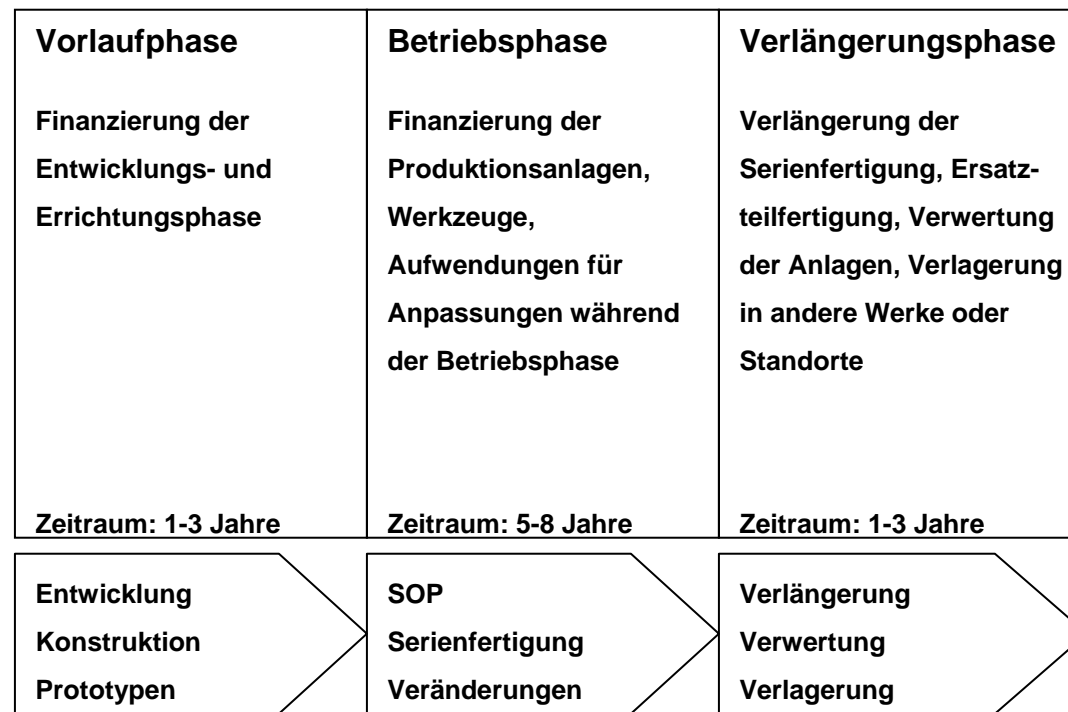 Vorlaufphase
Finanzierung der
Entwicklungs- und
Errichtungsphase
Zeitraum: 1-3 Jahre
Betriebsphase
Finanzierung der
Produktionsanlagen,
Werkzeuge,
Aufwendungen für
Anpassungen während
der Betriebsphase
Zeitraum: 5-8 Jahre
Verlängerungsphase
Verlängerung der
Serienfertigung, Ersatz-
teilfertigung, Verwertung
der Anlagen, Verlagerung
in andere Werke oder
Standorte
Zeitraum: 1-3 Jahre
Entwicklung
Konstruktion
Prototypen
SOP
Serienfertigung
Veränderungen
Verlängerung
Verwertung
Verlagerung